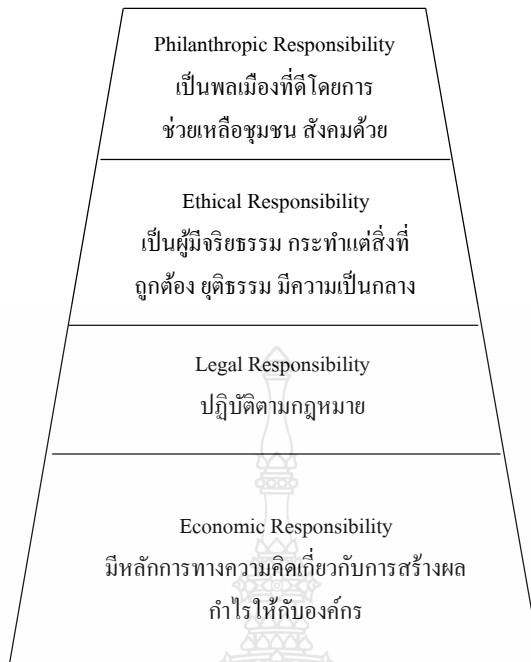 Philanthropic Responsibility
เป็นพลเมืองที่ดีโดยการ
ช่วยเหลือชุมชน สังคมด้วย
Ethical Responsibility
เป็นผู้มีจริยธรรม กระทำแต่สิ่งที่
ถูกต้อง ยุติธรรม มีความเป็นกลาง
Legal Responsibility
ปฏิบัติตามกฎหมาย
Economic Responsibility
มีหลักการทางความคิดเกี่ยวกับการสร้างผล
กำไรให้กับองค์กร